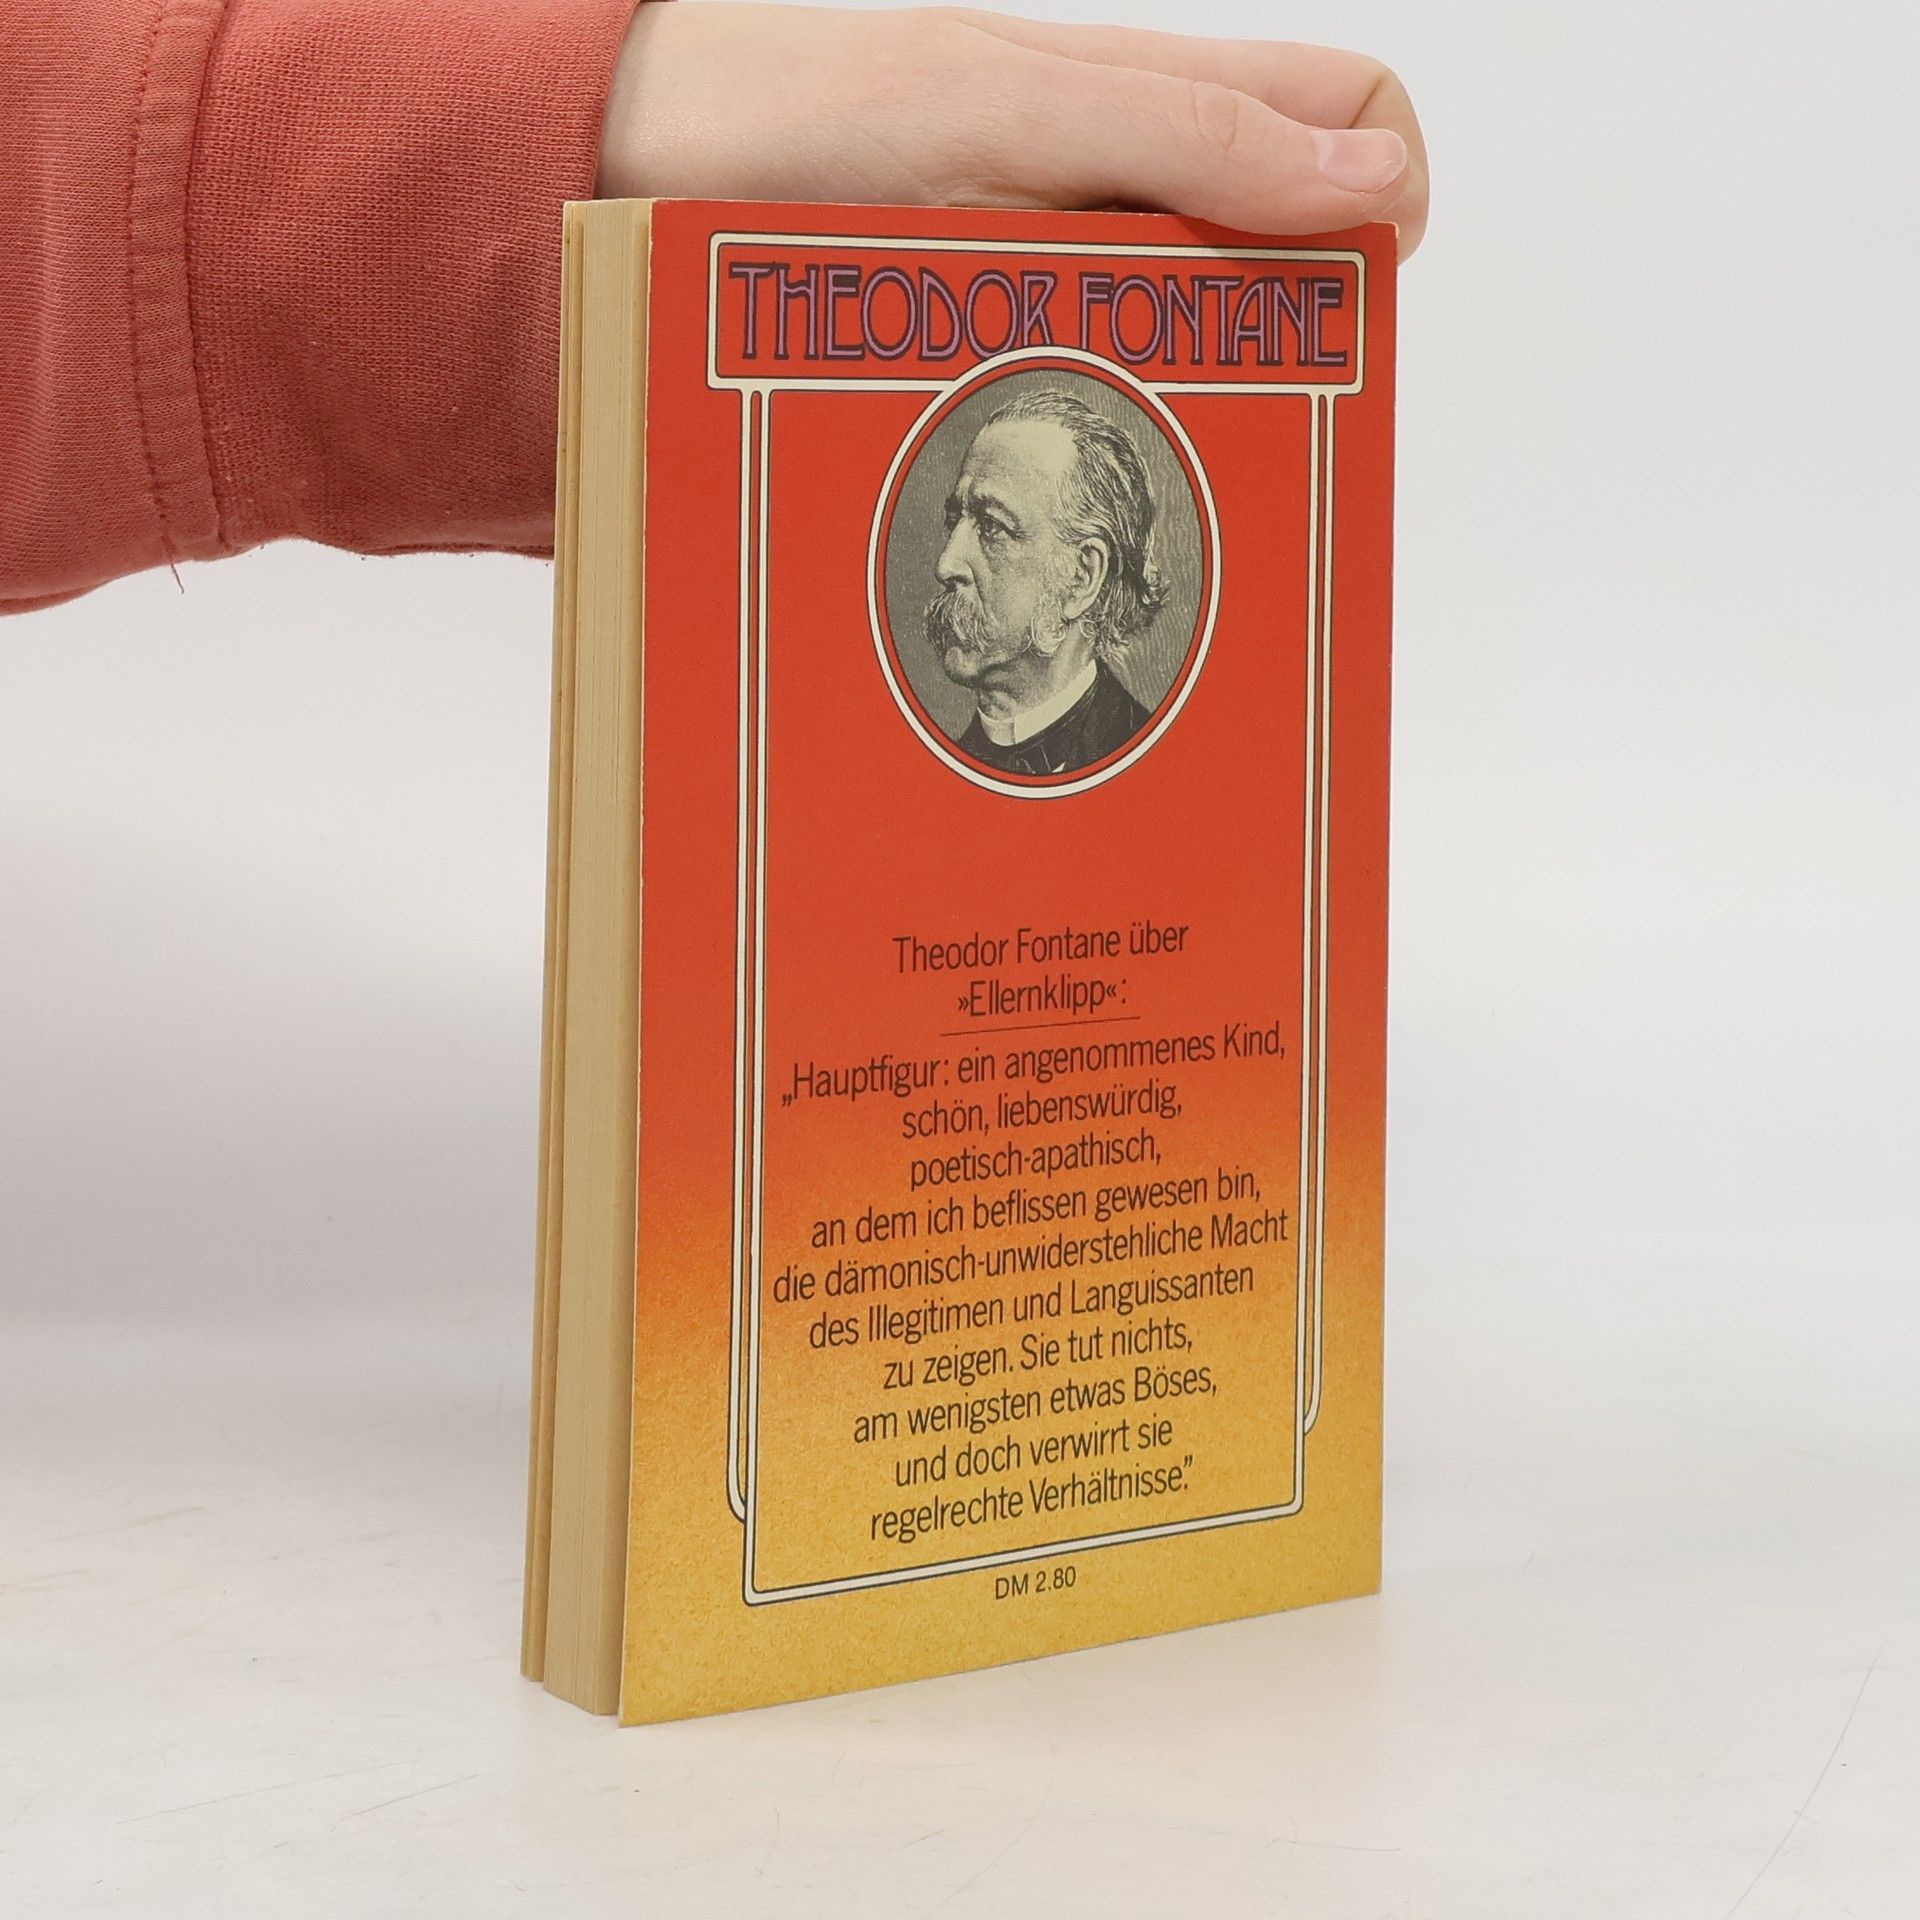 THEODOR FONTANE
Theodor Fontane über
»Ellernklipp«:
„Hauptfigur: ein angenommenes Kind,
schön, liebenswürdig,
poetisch-apathisch,
an dem ich beflissen gewesen bin,
die dämonisch-unwiderstehliche Macht
des Illegitimen und Languissanten
zu zeigen. Sie tut nichts,
am wenigsten etwas Böses,
und doch verwirrt sie
regelrechte Verhältnisse.”
DM 2.80